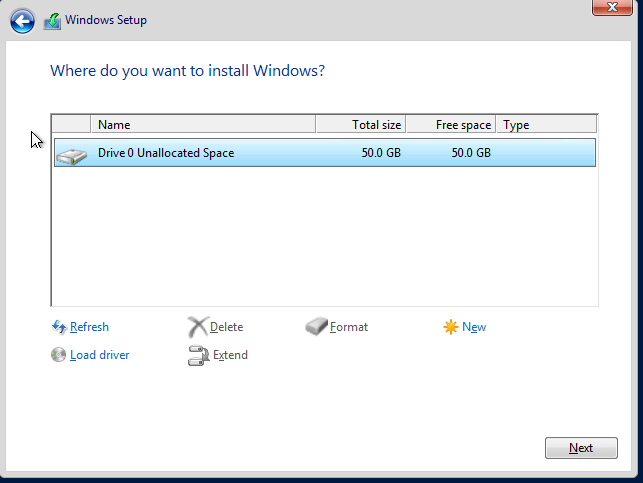 Windows Setup
Where do you want to install Windows?
Name Total size Free space Type
Drive 0 Unallocated Space 50.0 GB 50.0 GB
Refresh Delete Format New
Load driver Extend
Next